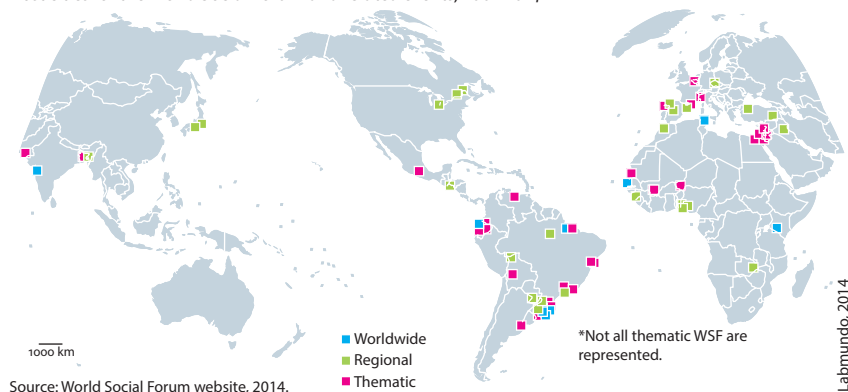 1000 km
Worldwide
Regional
Thematic
*Not all thematic WSF are
represented.
Source: World Social Forum website, 2014.
Labmundo, 2014